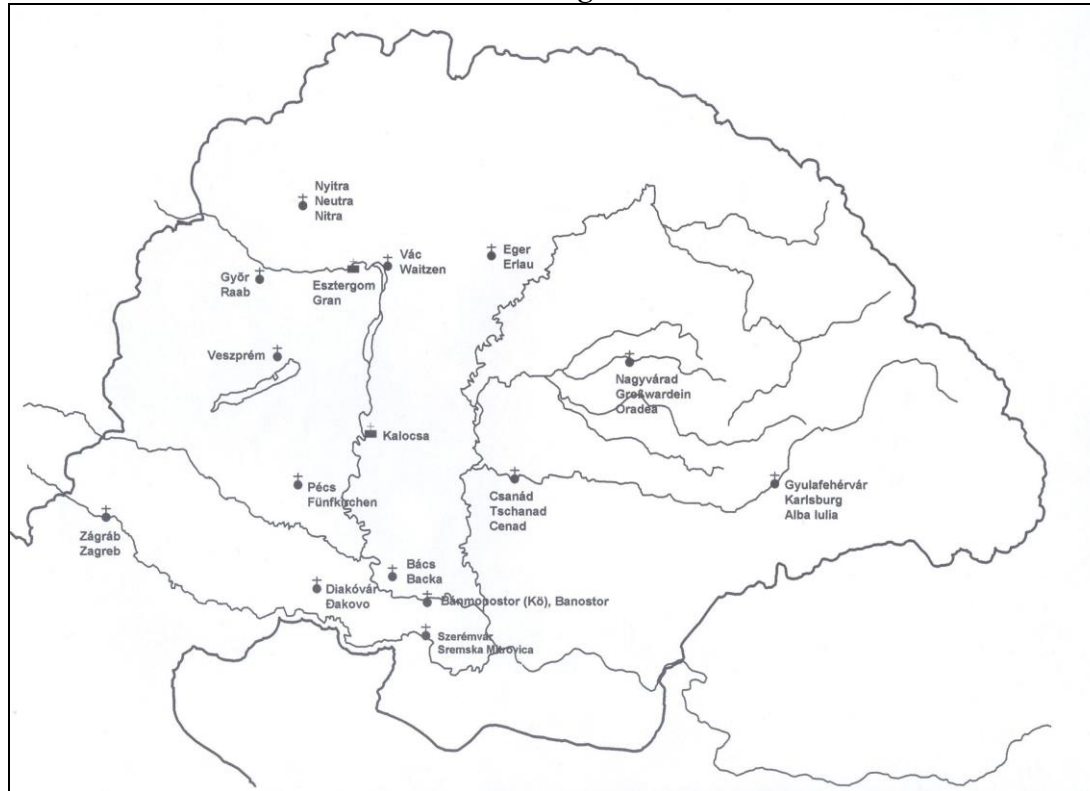 Nyitra
Neutra
Nitra
Vác
Waitzen
Eger
Erlau
Győr
Raab
Esztergom
Gran
Veszprém
Nagyvárad
Großwardein
Oradea
Kalocsa
Pécs
Fünfkirchen
Csanád
Tschanad
Cenad
Gyulafehérvár
Karlsburg
Alba Iulia
Zágráb
Zagreb
Bács
Backa
Diakóvár
Đakovo
Bánmonostor (Kö), Banostor
Szerémvár
Sremska Mitrovica